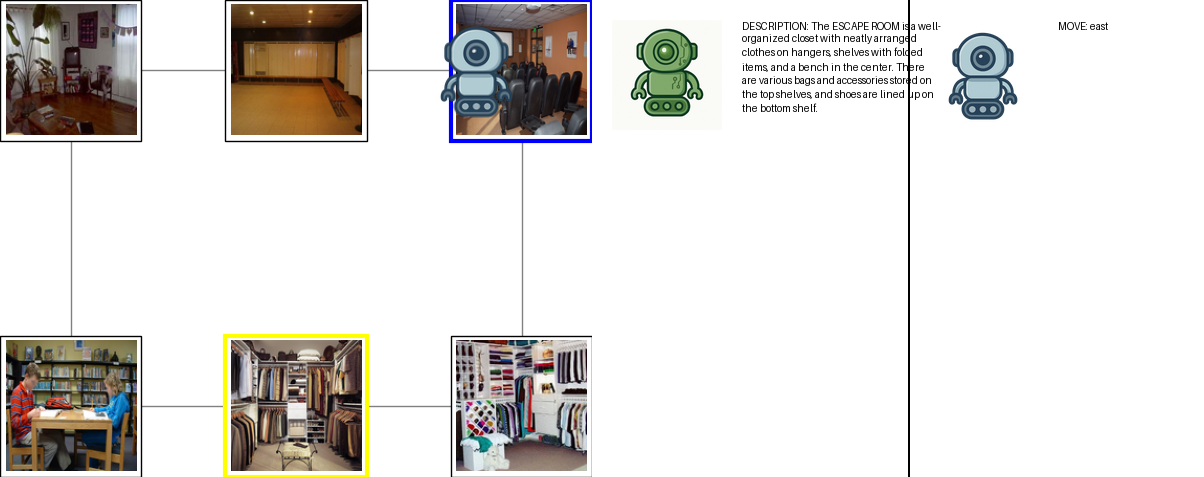 DESCRIPTION: The ESCAPE ROOM is a well-
organized closet with neatly arranged
clothes on hangers, shelves with folded
items, and a bench in the center. There
are various bags and accessories stored on
the top shelves, and shoes are lined up on
the bottom shelf.
MOVE: east